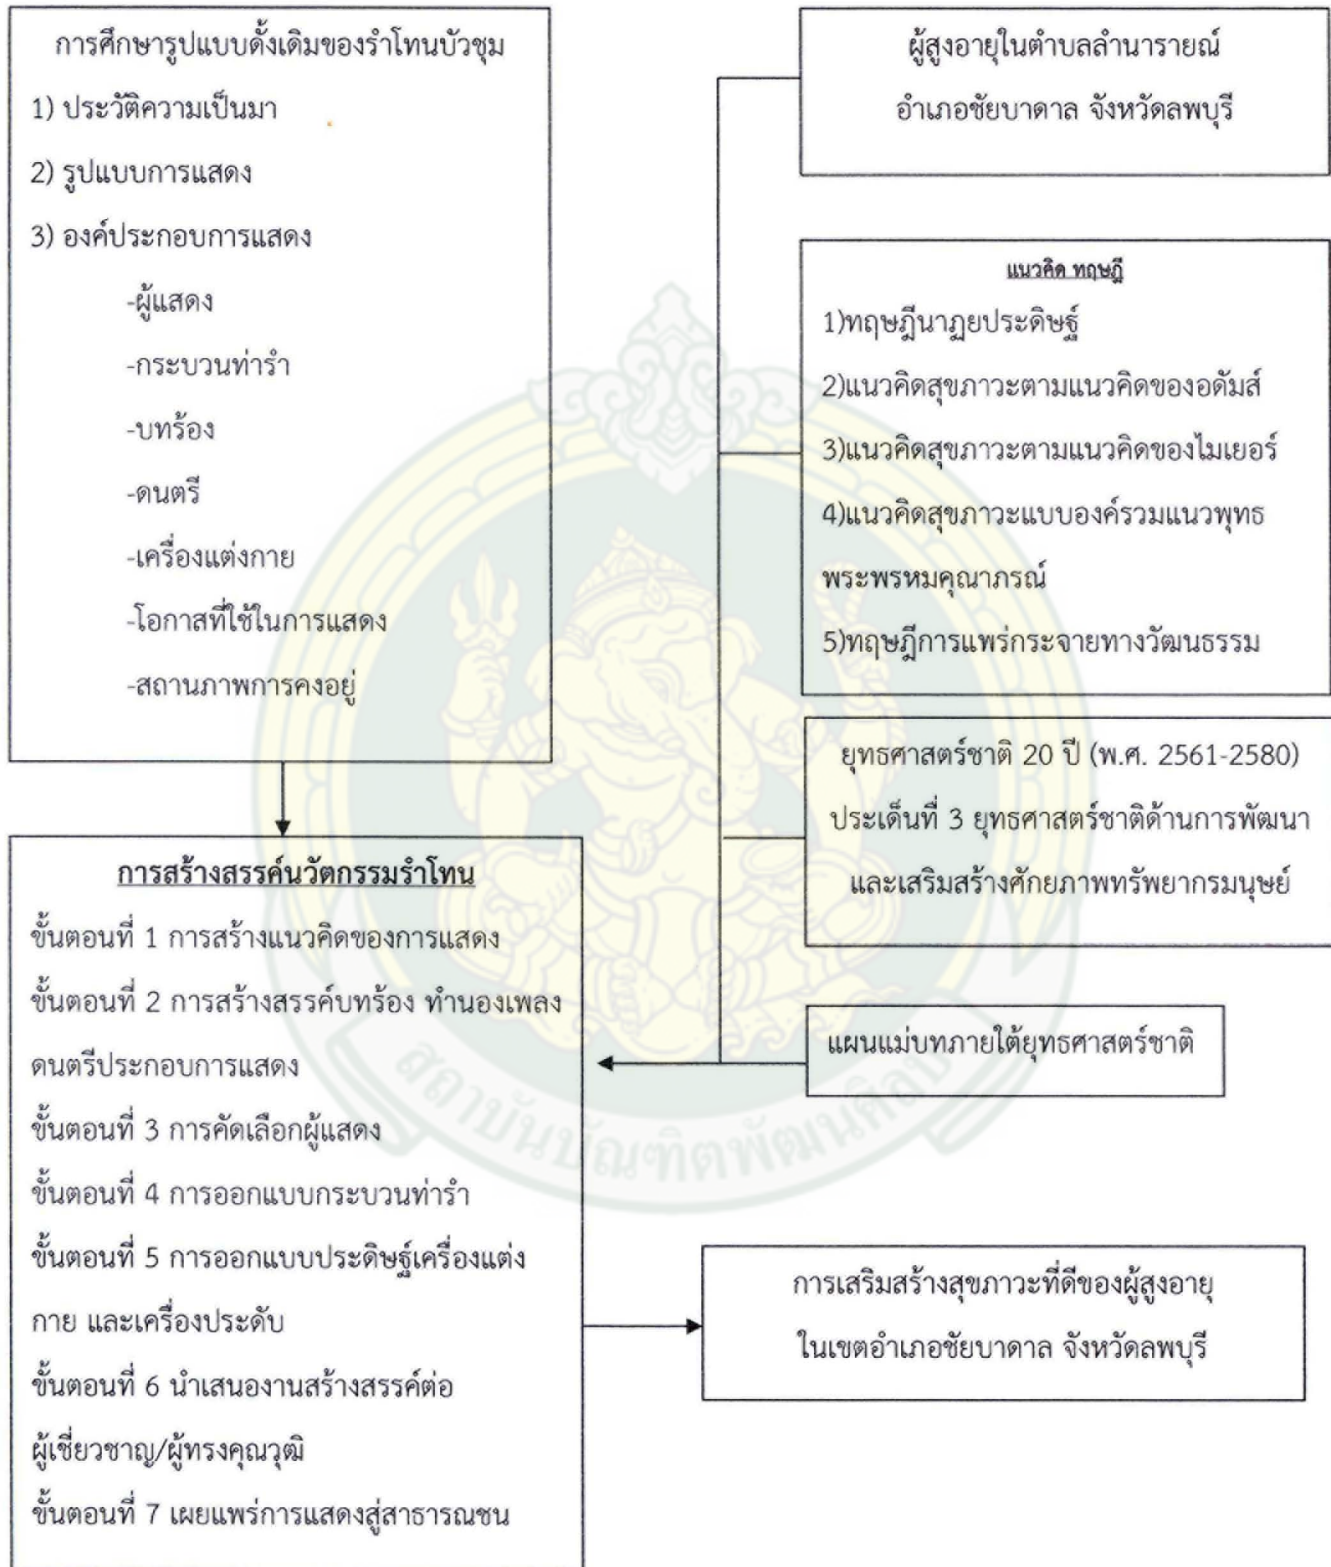 การศึกษารูปแบบดั้งเดิมของรำโทนบัวชุม
1) ประวัติความเป็นมา
2) รูปแบบการแสดง
3) องค์ประกอบการแสดง
-ผู้แสดง
-กระบวนท่ารำ
-บทร้อง
-ดนตรี
-เครื่องแต่งกาย
-โอกาสที่ใช้ในการแสดง
-สถานภาพการคงอยู่
ผู้สูงอายุในตำบลลำนารายณ์
อำเภอชัยบาดาล จังหวัดลพบุรี
แนวคิด ทฤษฎี
1)ทฤษฎีนาฏยประดิษฐ์
2)แนวคิดสุขภาวะตามแนวคิดของอดัมส์
3)แนวคิดสุขภาวะตามแนวคิดของไมเยอร์
4)แนวคิดสุขภาวะแบบองค์รวมแนวพุทธ
พระพรหมคุณาภรณ์
5)ทฤษฎีการแพร่กระจายทางวัฒนธรรม
ยุทธศาสตร์ชาติ 20 ปี (พ.ศ. 2561-2580)
ประเด็นที่ 3 ยุทธศาสตร์ชาติด้านการพัฒนา
และเสริมสร้างศักยภาพทรัพยากรมนุษย์
แผนแม่บทภายใต้ยุทธศาสตร์ชาติ
การสร้างสรรค์นวัตกรรมรำโทน
ขั้นตอนที่ 1 การสร้างแนวคิดของการแสดง
ขั้นตอนที่ 2 การสร้างสรรค์บทร้อง ทำนองเพลง
ดนตรีประกอบการแสดง
ขั้นตอนที่ 3 การคัดเลือกผู้แสดง
ขั้นตอนที่ 4 การออกแบบกระบวนท่ารำ
ขั้นตอนที่ 5 การออกแบบประดิษฐ์เครื่องแต่ง
กาย และเครื่องประดับ
ขั้นตอนที่ 6 นำเสนองานสร้างสรรค์ต่อ
ผู้เชี่ยวชาญ/ผู้ทรงคุณวุฒิ
ขั้นตอนที่ 7 เผยแพร่การแสดงสู่สาธารณชน
การเสริมสร้างสุขภาวะที่ดีของผู้สูงอายุ
ในเขตอำเภอชัยบาดาล จังหวัดลพบุรี
สถาบันบัณฑิตพัฒนศิลป์